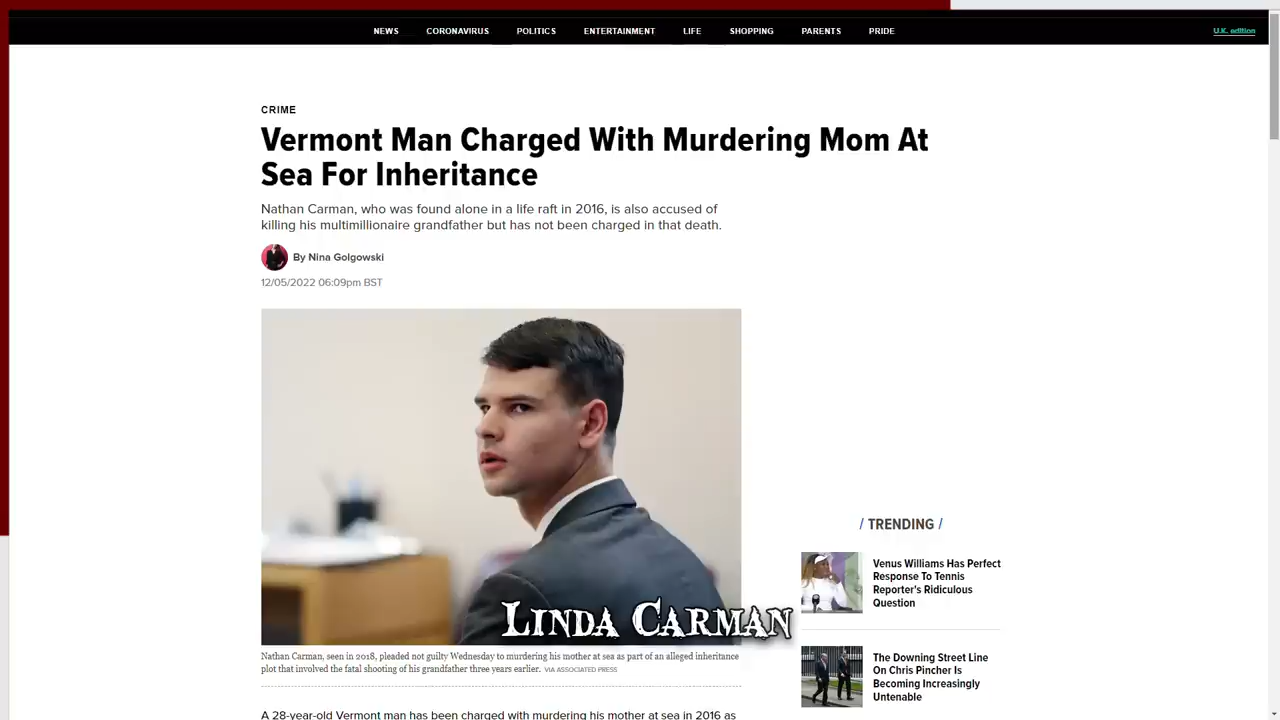 NEWS CORONAVIRUS POLITICS ENTERTAINMENT LIFE SHOPPING PARENTS PRIDE U.K. edition
CRIME
Vermont Man Charged With Murdering Mom At
Sea For Inheritance
Nathan Carman, who was found alone in a life raft in 2016, is also accused of
killing his multimillionaire grandfather but has not been charged in that death.
By Nina Golgowski
12/05/2022 06:09pm BST
LINDA CARMAN
Nathan Carman, seen in 2018, pleaded not guilty Wednesday to murdering his mother at sea as part of an alleged inheritance
plot that involved the fatal shooting of his grandfather three years earlier. VIA ASSOCIATED PRESS
A 28-year-old Vermont man has been charged with murdering his mother at sea in 2016 as
/ TRENDING /
Venus Williams Has Perfect
Response To Tennis
Reporter's Ridiculous
Question
The Downing Street Line
On Chris Pincher Is
Becoming Increasingly
Untenable